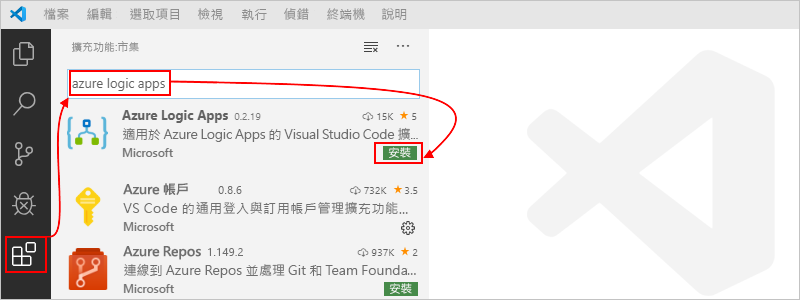 檔案 編輯 選取項目 檢視 執行 偵錯 終端機 說明
擴充功能:市集
azure logic apps
Azure Logic Apps 0.2.19 15K ★ 5
適用於 Azure Logic Apps 的 Visual Studio Code 擴...
Microsoft 安裝
Azure 帳戶 0.8.6 732K ★ 3.5
VS Code 的通用登入與訂用帳戶管理擴充功能...
Microsoft
Azure Repos 1.149.2 937K ★ 2
連線到 Azure Repos 並處理 Git 和 Team Founda...
Microsoft 安裝